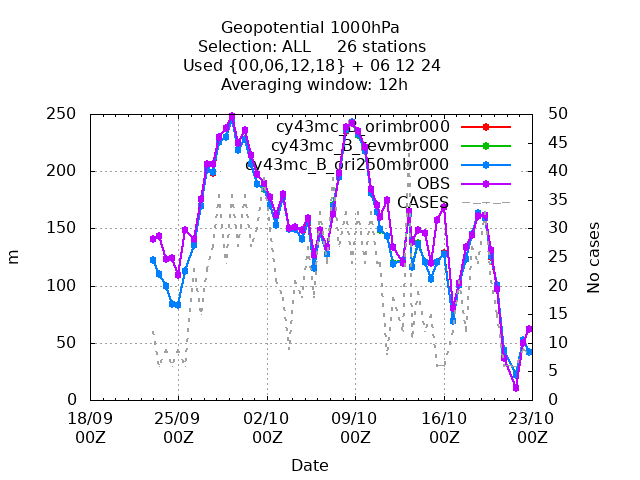 Geopotential 1000hPa
Selection: ALL     26 stations
Used {00,06,12,18} + 06 12 24
Averaging window: 12h
cy43mc_B_orimbr000
cy43mc_B_revmbr000
cy43mc_B_ori250mbr000
OBS
CASES
250
200
150
100
50
0
m
50
45
40
35
30
25
20
15
10
5
0
No cases
18/09 25/09 02/10 09/10 16/10 23/10
00Z 00Z 00Z 00Z 00Z 00Z
Date